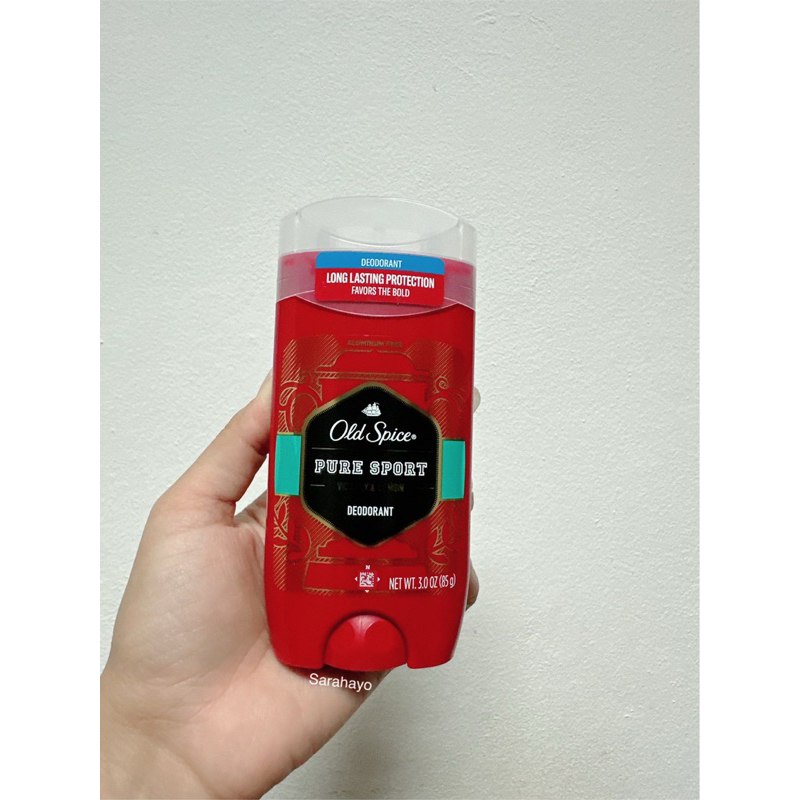 DEODORANT
LONG LASTING PROTECTION
FAVORS THE BOLD
ALUMINUM FREE
Old Spice®
PURE SPORT
DEODORANT
N
NET WT. 3.0 OZ (85 g)
Sarahayo